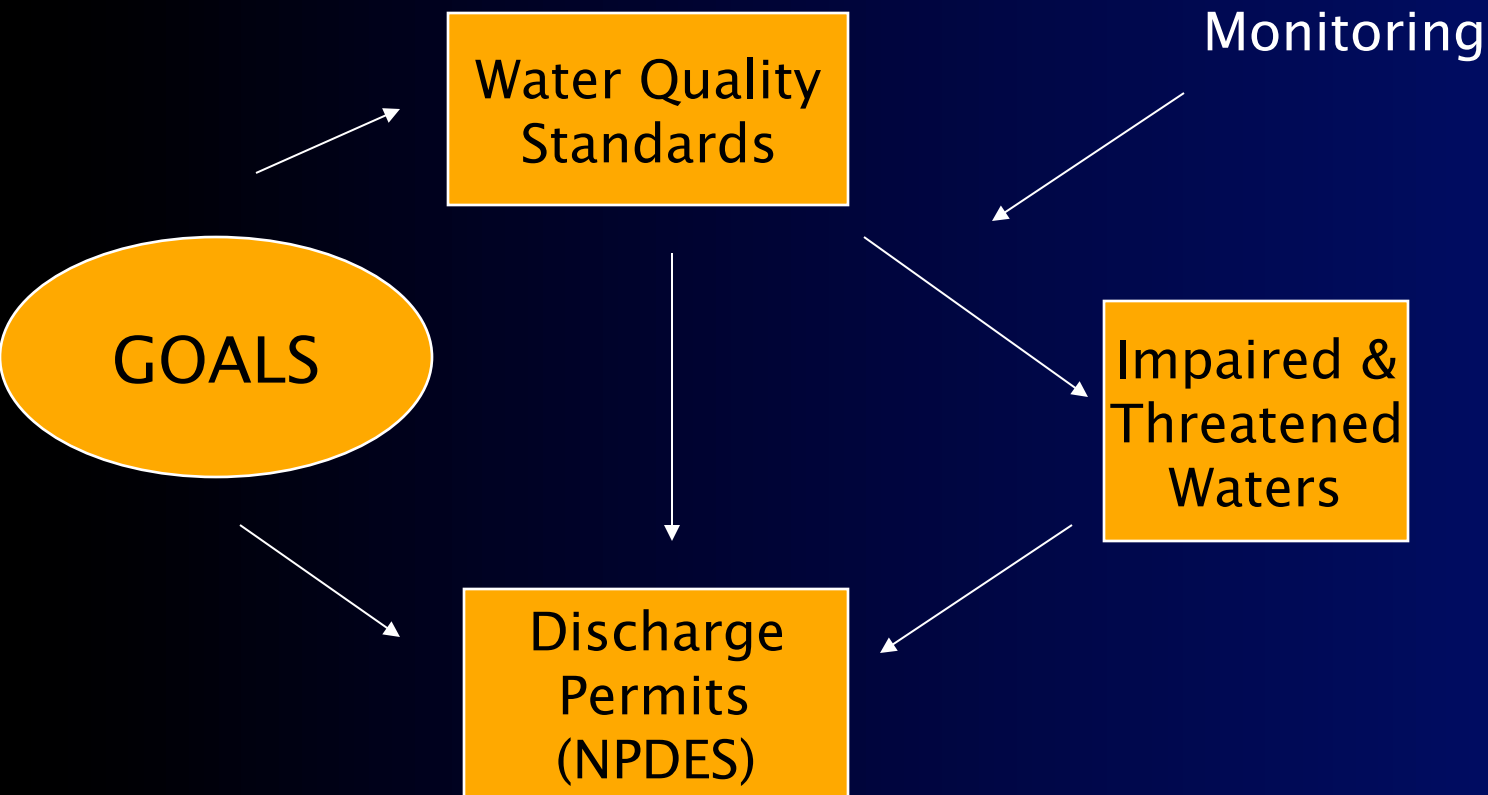 Monitoring
Water Quality
Standards
GOALS
Impaired &
Threatened
Waters
Discharge
Permits
(NPDES)